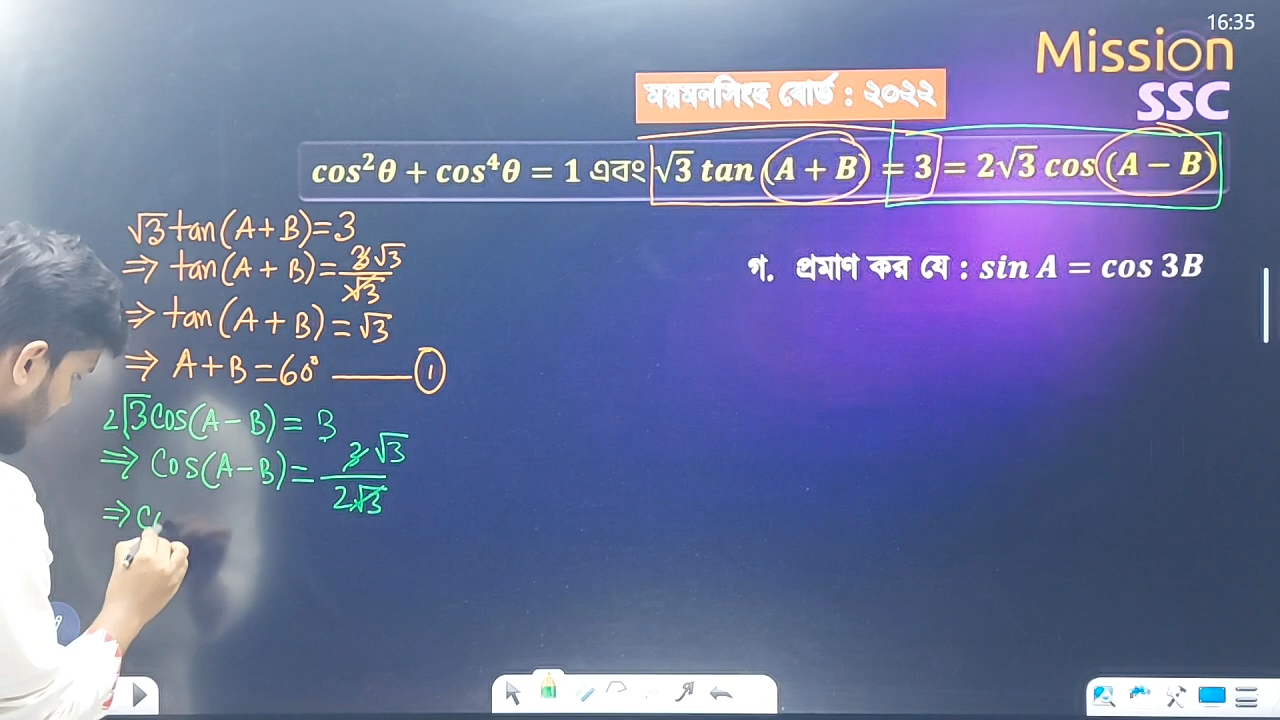 16:35
Mission
SSC
ময়মনসিংহ বোর্ড : ২০২২
cos²θ + cos⁴θ = 1 এবং √3 tan (A + B) = 3 = 2√3 cos(A − B)
গ. প্রমাণ কর যে : sin A = cos 3B
√3 tan(A+B)=3
⇒ tan(A+B)=3√3/√3
⇒ tan(A+B)=√3
⇒ A+B=60° —— ①
2√3 cos(A−B)=3
⇒ cos(A−B)=3√3/2√3
⇒ c